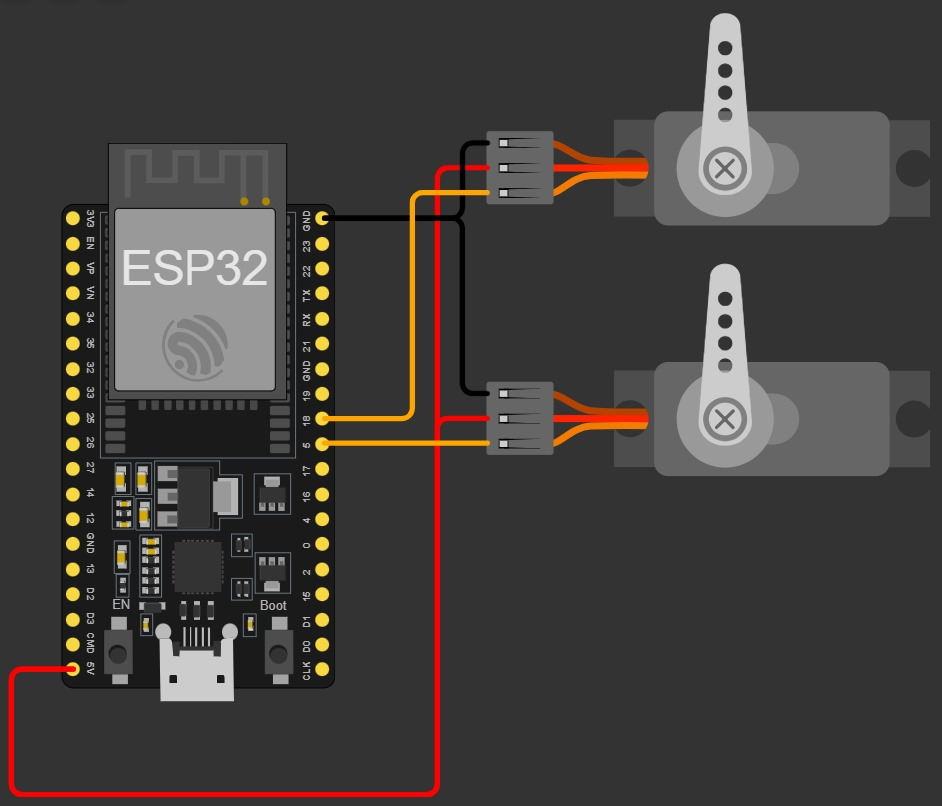 ESP32
3V3
EN
VP
VN
34
35
32
33
25
26
27
14
12
GND
13
D2
D3
CMD
5V
GND
23
22
TX
RX
21
GND
19
18
5
17
16
4
0
2
15
D1
D0
CLK
EN
Boot